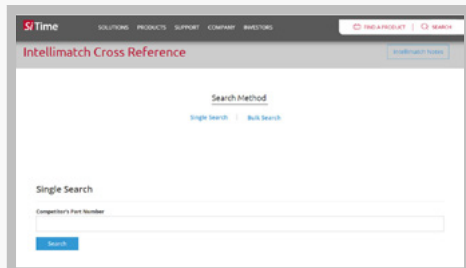 SiTime SOLUTIONS PRODUCTS SUPPORT COMPANY INVESTORS FIND A PRODUCT | SEARCH
Intellimatch Cross Reference Intellimatch Notes
Search Method
Single Search | Bulk Search
Single Search
Competitor's Part Number
Search